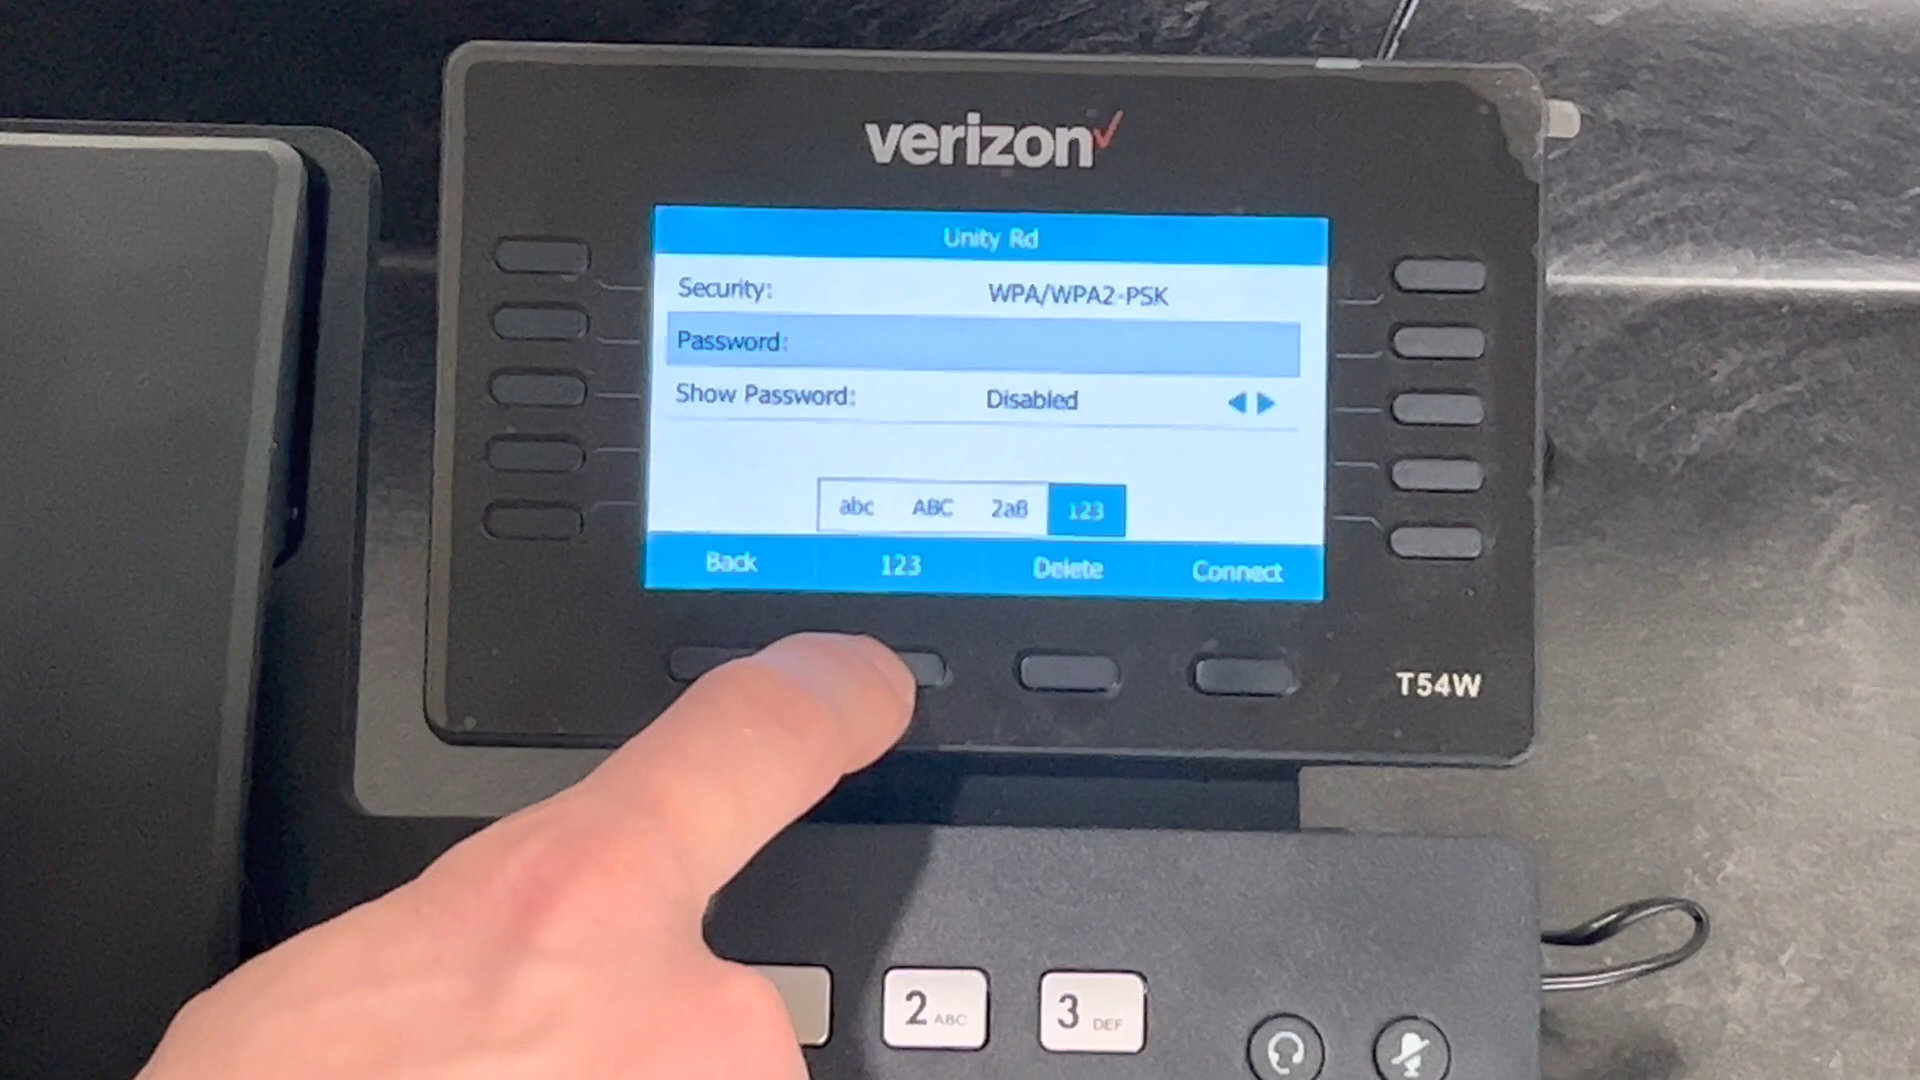 verizon
Unity Rd
Security: WPA/WPA2-PSK
Password:
Show Password: Disabled
abc ABC 2aB 123
Back 123 Delete Connect
T54W
2 ABC 3 DEF